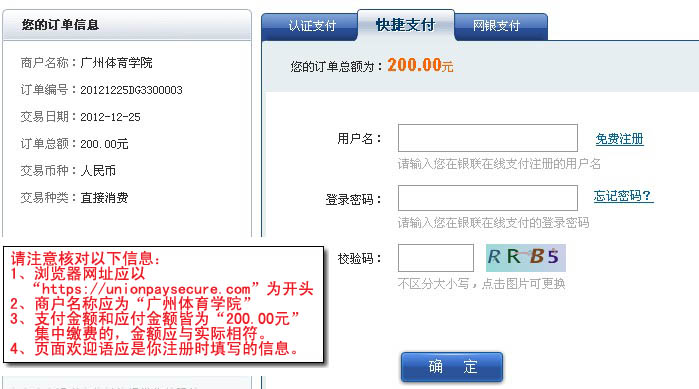 您的订单信息
商户名称：广州体育学院
订单编号：20121225DG3300003
交易日期：2012-12-25
订单总额：200.00元
交易币种：人民币
交易种类：直接消费
请注意核对以下信息：
1、浏览器网址应以
“https://unionpaysecure.com”为开头
2、商户名称应为“广州体育学院”
3、支付金额和应付金额皆为“200.00元”
集中缴费的，金额应与实际相符。
4、页面欢迎语应是你注册时填写的信息。
认证支付 快捷支付 网银支付
您的订单总额为：200.00元
用户名： 免费注册
请输入您在银联在线支付注册的用户名
登录密码： 忘记密码？
请输入您在银联在线支付的登录密码
校验码： RRB5
不区分大小写，点击图片可更换
确 定